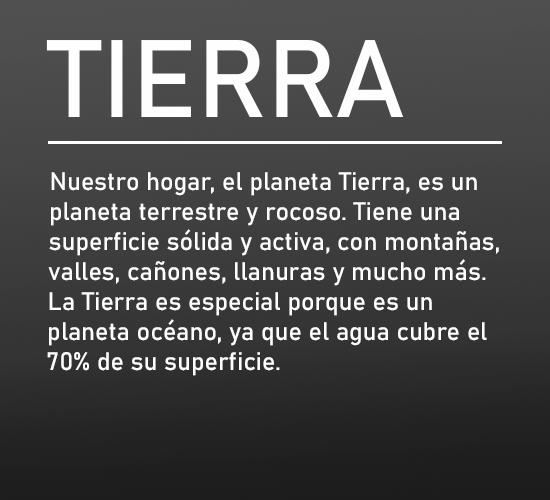 TIERRA
Nuestro hogar, el planeta Tierra, es un
planeta terrestre y rocoso. Tiene una
superficie sólida y activa, con montañas,
valles, cañones, llanuras y mucho más.
La Tierra es especial porque es un
planeta océano, ya que el agua cubre el
70% de su superficie.